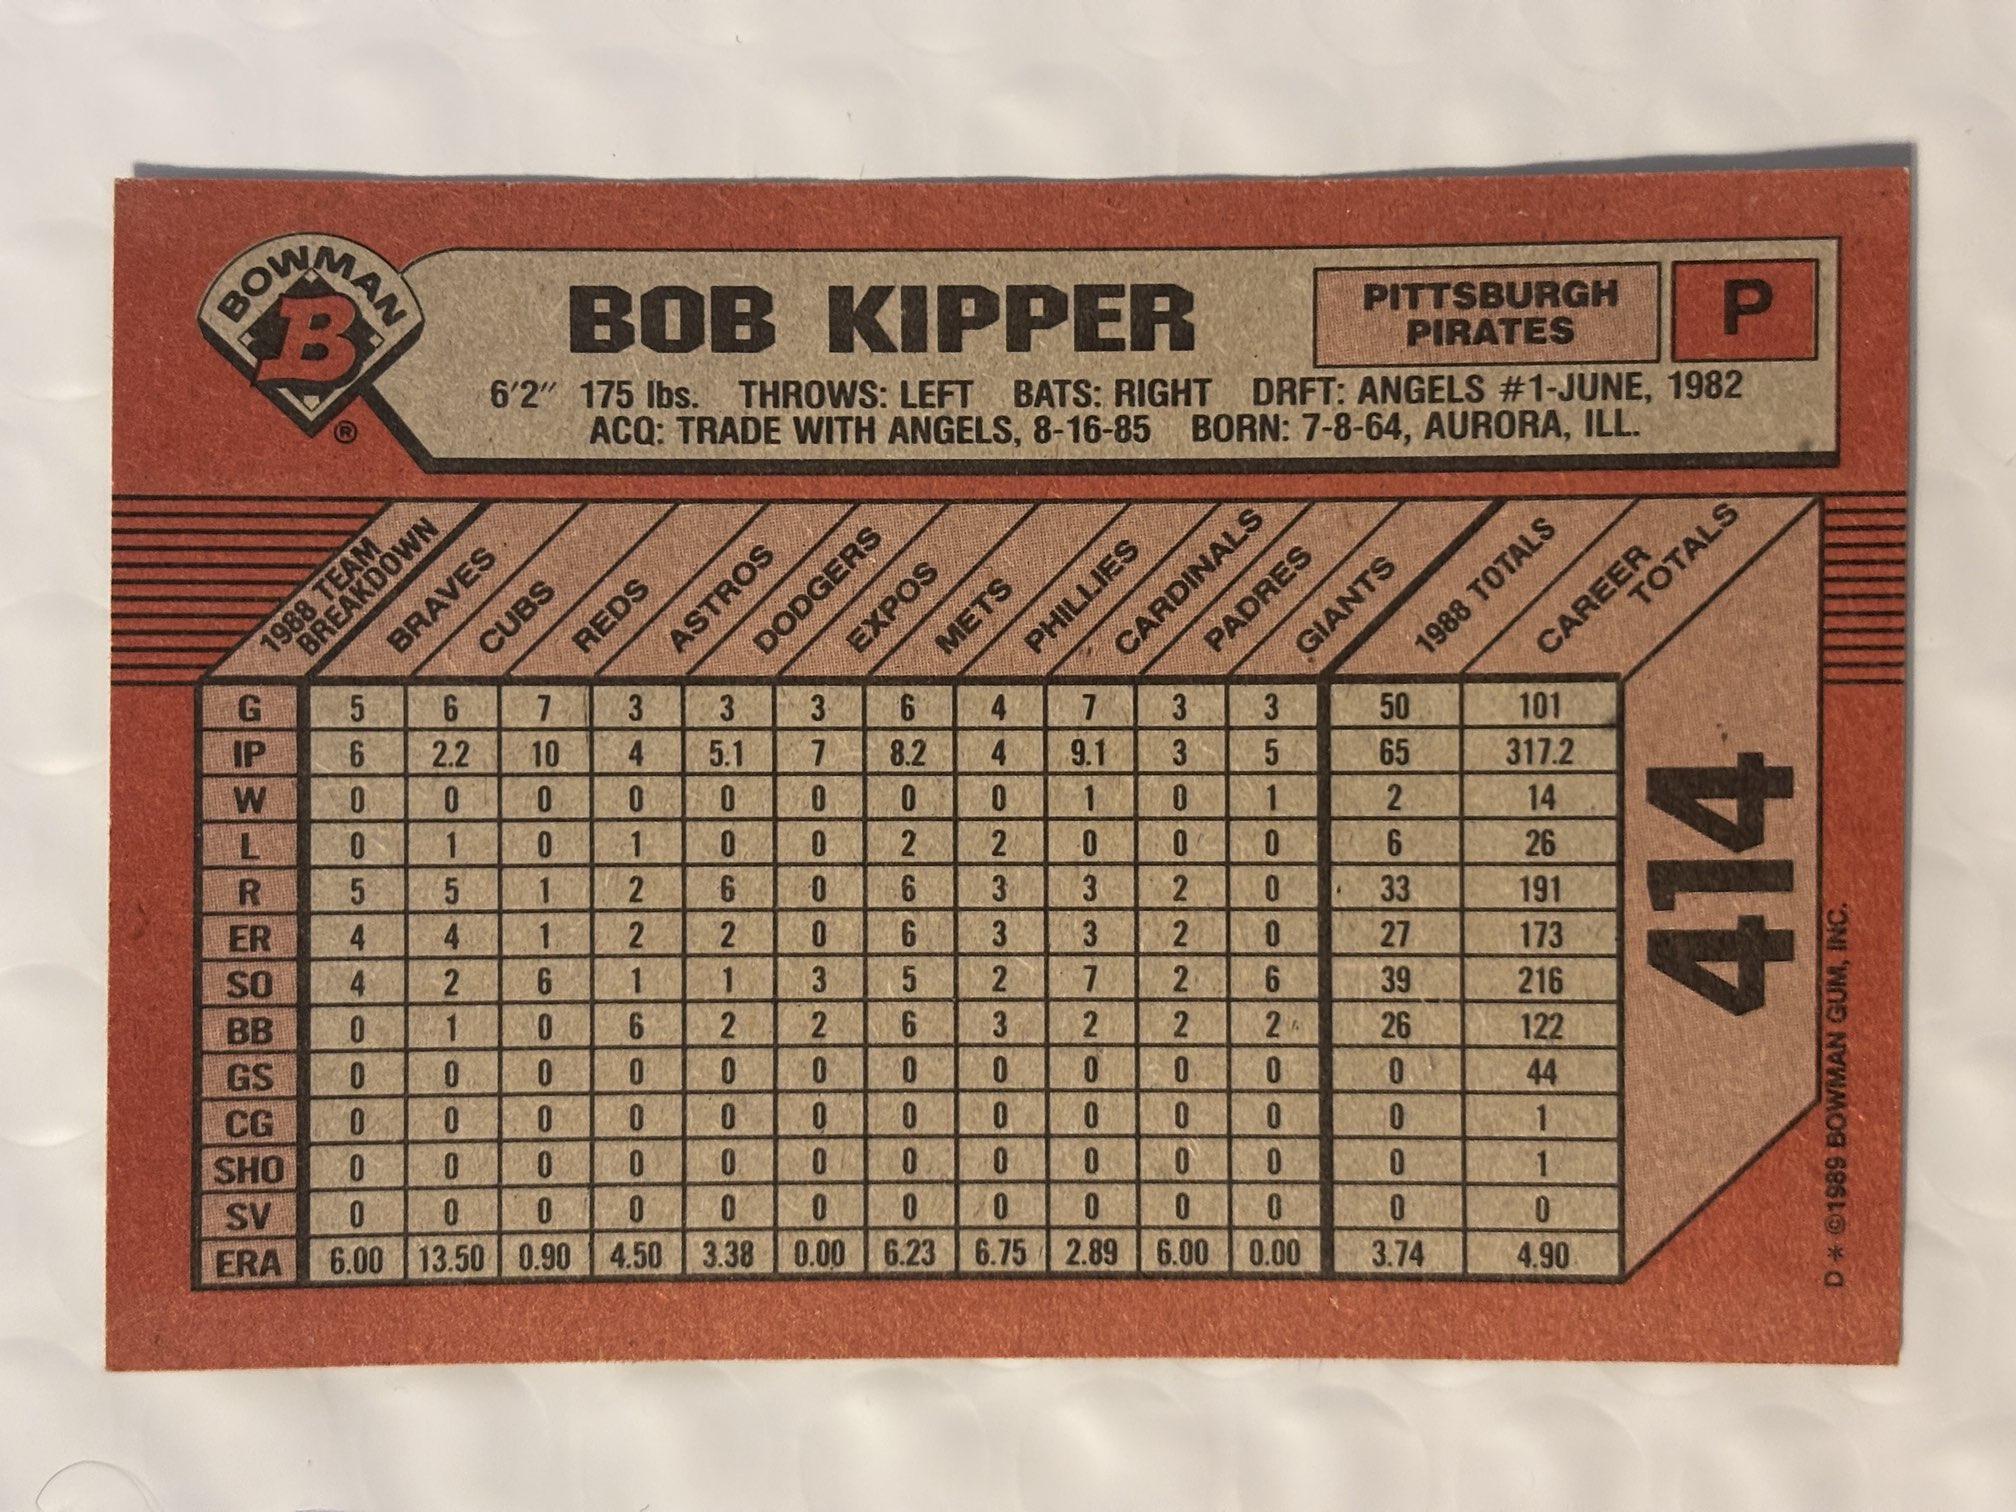 BOWMAN
B
®
BOB KIPPER
PITTSBURGH
PIRATES
P
6'2" 175 lbs. THROWS: LEFT BATS: RIGHT DRFT: ANGELS #1-JUNE, 1982
ACQ: TRADE WITH ANGELS, 8-16-85 BORN: 7-8-64, AURORA, ILL.
1988 TEAM
BREAKDOWN
BRAVES
CUBS
REDS
ASTROS
DODGERS
EXPOS
METS
PHILLIES
CARDINALS
PADRES
GIANTS
1988 TOTALS
CAREER
TOTALS
G 5 6 7 3 3 3 6 4 7 3 3 50 101
IP 6 2.2 10 4 5.1 7 8.2 4 9.1 3 5 65 317.2
W 0 0 0 0 0 0 0 0 1 0 1 2 14
L 0 1 0 1 0 0 2 2 0 0 0 6 26
R 5 5 1 2 6 0 6 3 3 2 0 33 191
ER 4 4 1 2 2 0 6 3 3 2 0 27 173
SO 4 2 6 1 1 3 5 2 7 2 6 39 216
BB 0 1 0 6 2 2 6 3 2 2 2 26 122
GS 0 0 0 0 0 0 0 0 0 0 0 0 44
CG 0 0 0 0 0 0 0 0 0 0 0 0 1
SHO 0 0 0 0 0 0 0 0 0 0 0 0 1
SV 0 0 0 0 0 0 0 0 0 0 0 0 0
ERA 6.00 13.50 0.90 4.50 3.38 0.00 6.23 6.75 2.89 6.00 0.00 3.74 4.90
414
D * ©1989 BOWMAN GUM, INC.